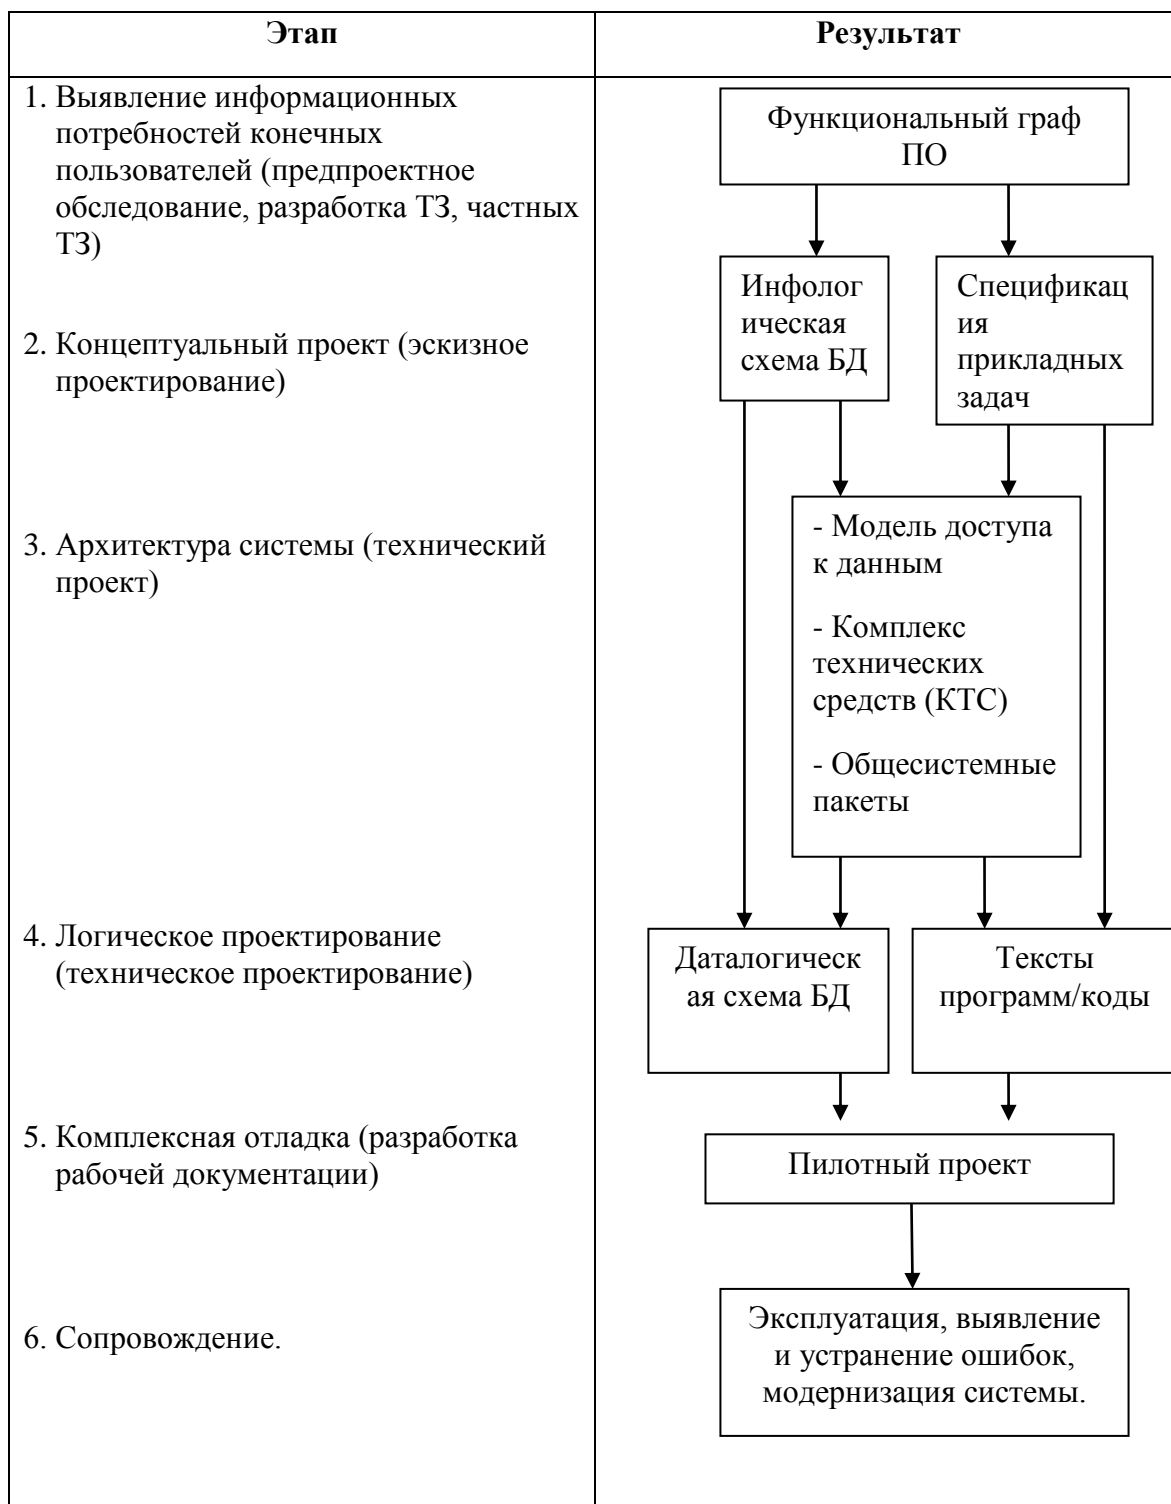 Этап
Результат
1. Выявление информационных
потребностей конечных
пользователей (предпроектное
обследование, разработка ТЗ, частных
ТЗ)
Функциональный граф
ПО
Инфолог
ическая
схема БД
Спецификац
ия
прикладных
задач
2. Концептуальный проект (эскизное
проектирование)
3. Архитектура системы (технический
проект)
- Модель доступа
к данным
- Комплекс
технических
средств (КТС)
- Общесистемные
пакеты
4. Логическое проектирование
(техническое проектирование)
Даталогическ
ая схема БД
Тексты
программ/коды
5. Комплексная отладка (разработка
рабочей документации)
Пилотный проект
6. Сопровождение.
Эксплуатация, выявление
и устранение ошибок,
модернизация системы.